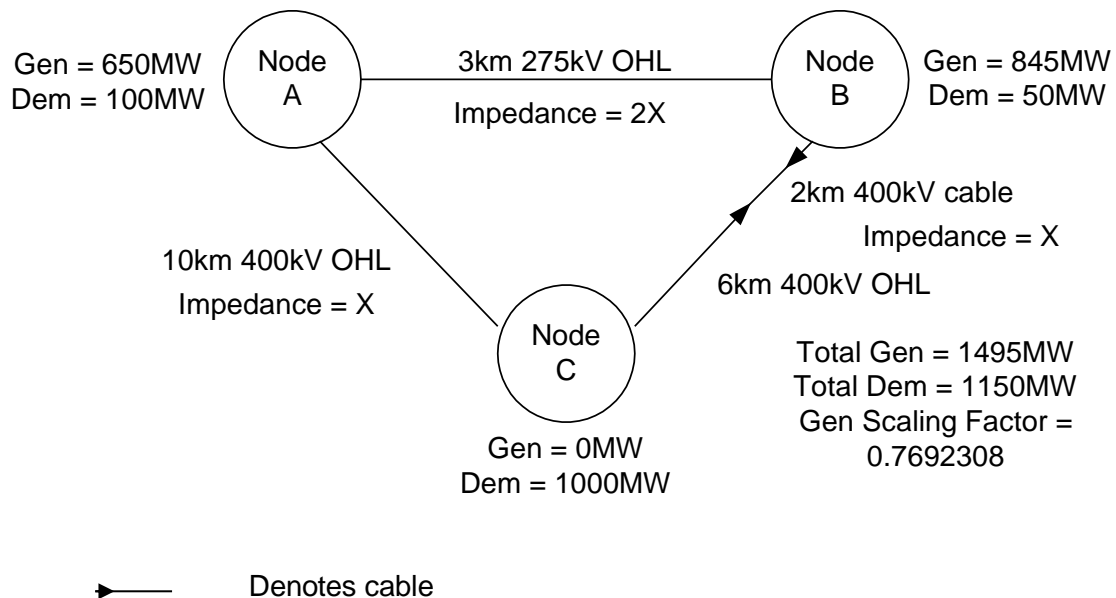 Gen = 650MW
Dem = 100MW
Node
A
3km 275kV OHL
Impedance = 2X
Node
B
Gen = 845MW
Dem = 50MW
2km 400kV cable
Impedance = X
10km 400kV OHL
Impedance = X
6km 400kV OHL
Node
C
Gen = 0MW
Dem = 1000MW
Total Gen = 1495MW
Total Dem = 1150MW
Gen Scaling Factor =
0.7692308
Denotes cable